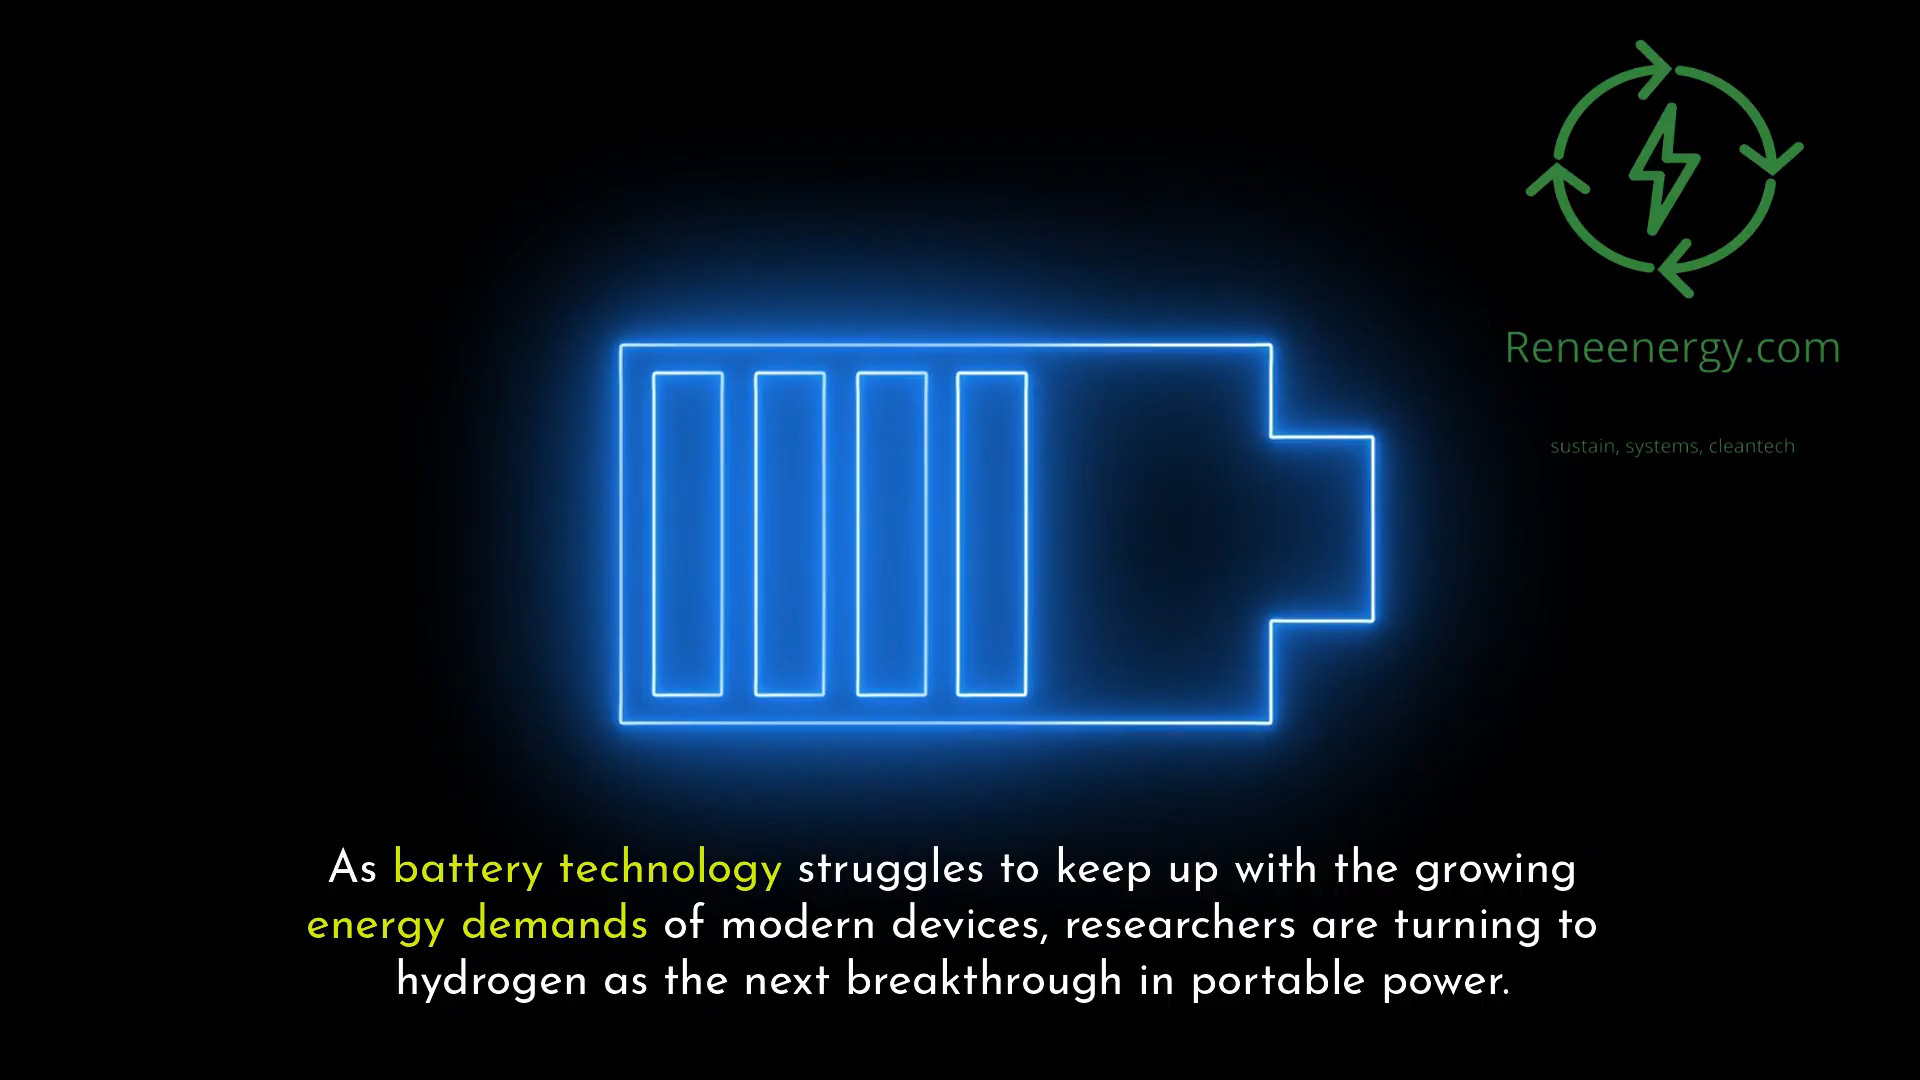 Reneenergy.com
sustain, systems, cleantech
As battery technology struggles to keep up with the growing
energy demands of modern devices, researchers are turning to
hydrogen as the next breakthrough in portable power.